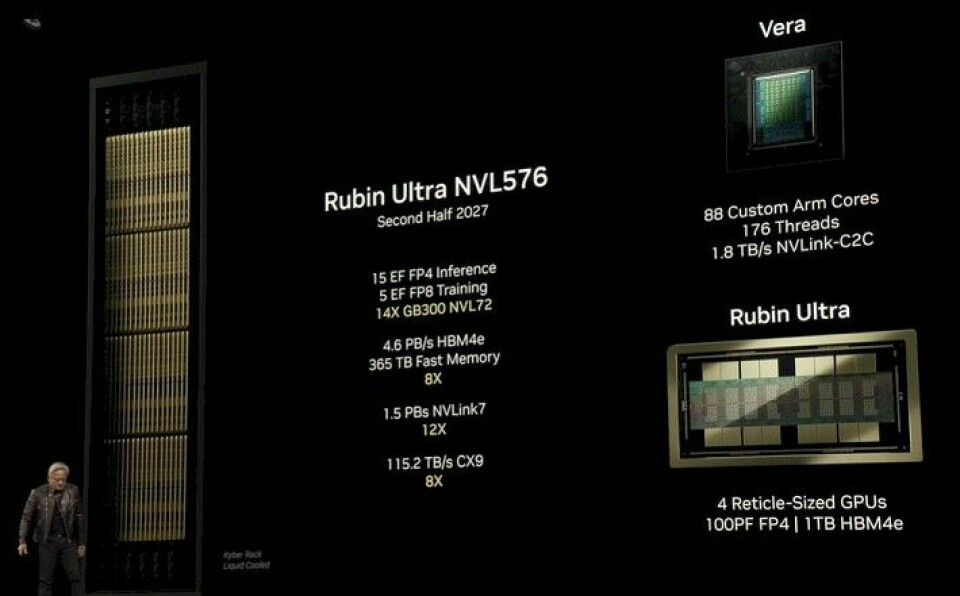 Rubin Ultra NVL576
Second Half 2027
15 EF FP4 Inference
5 EF FP8 Training
14X GB300 NVL72
4.6 PB/s HBM4e
365 TB Fast Memory
8X
1.5 PBs NVLink7
12X
115.2 TB/s CX9
8X
Kyber Rack
Liquid Cooled
Vera
88 Custom Arm Cores
176 Threads
1.8 TB/s NVLink-C2C
Rubin Ultra
4 Reticle-Sized GPUs
100PF FP4 | 1TB HBM4e